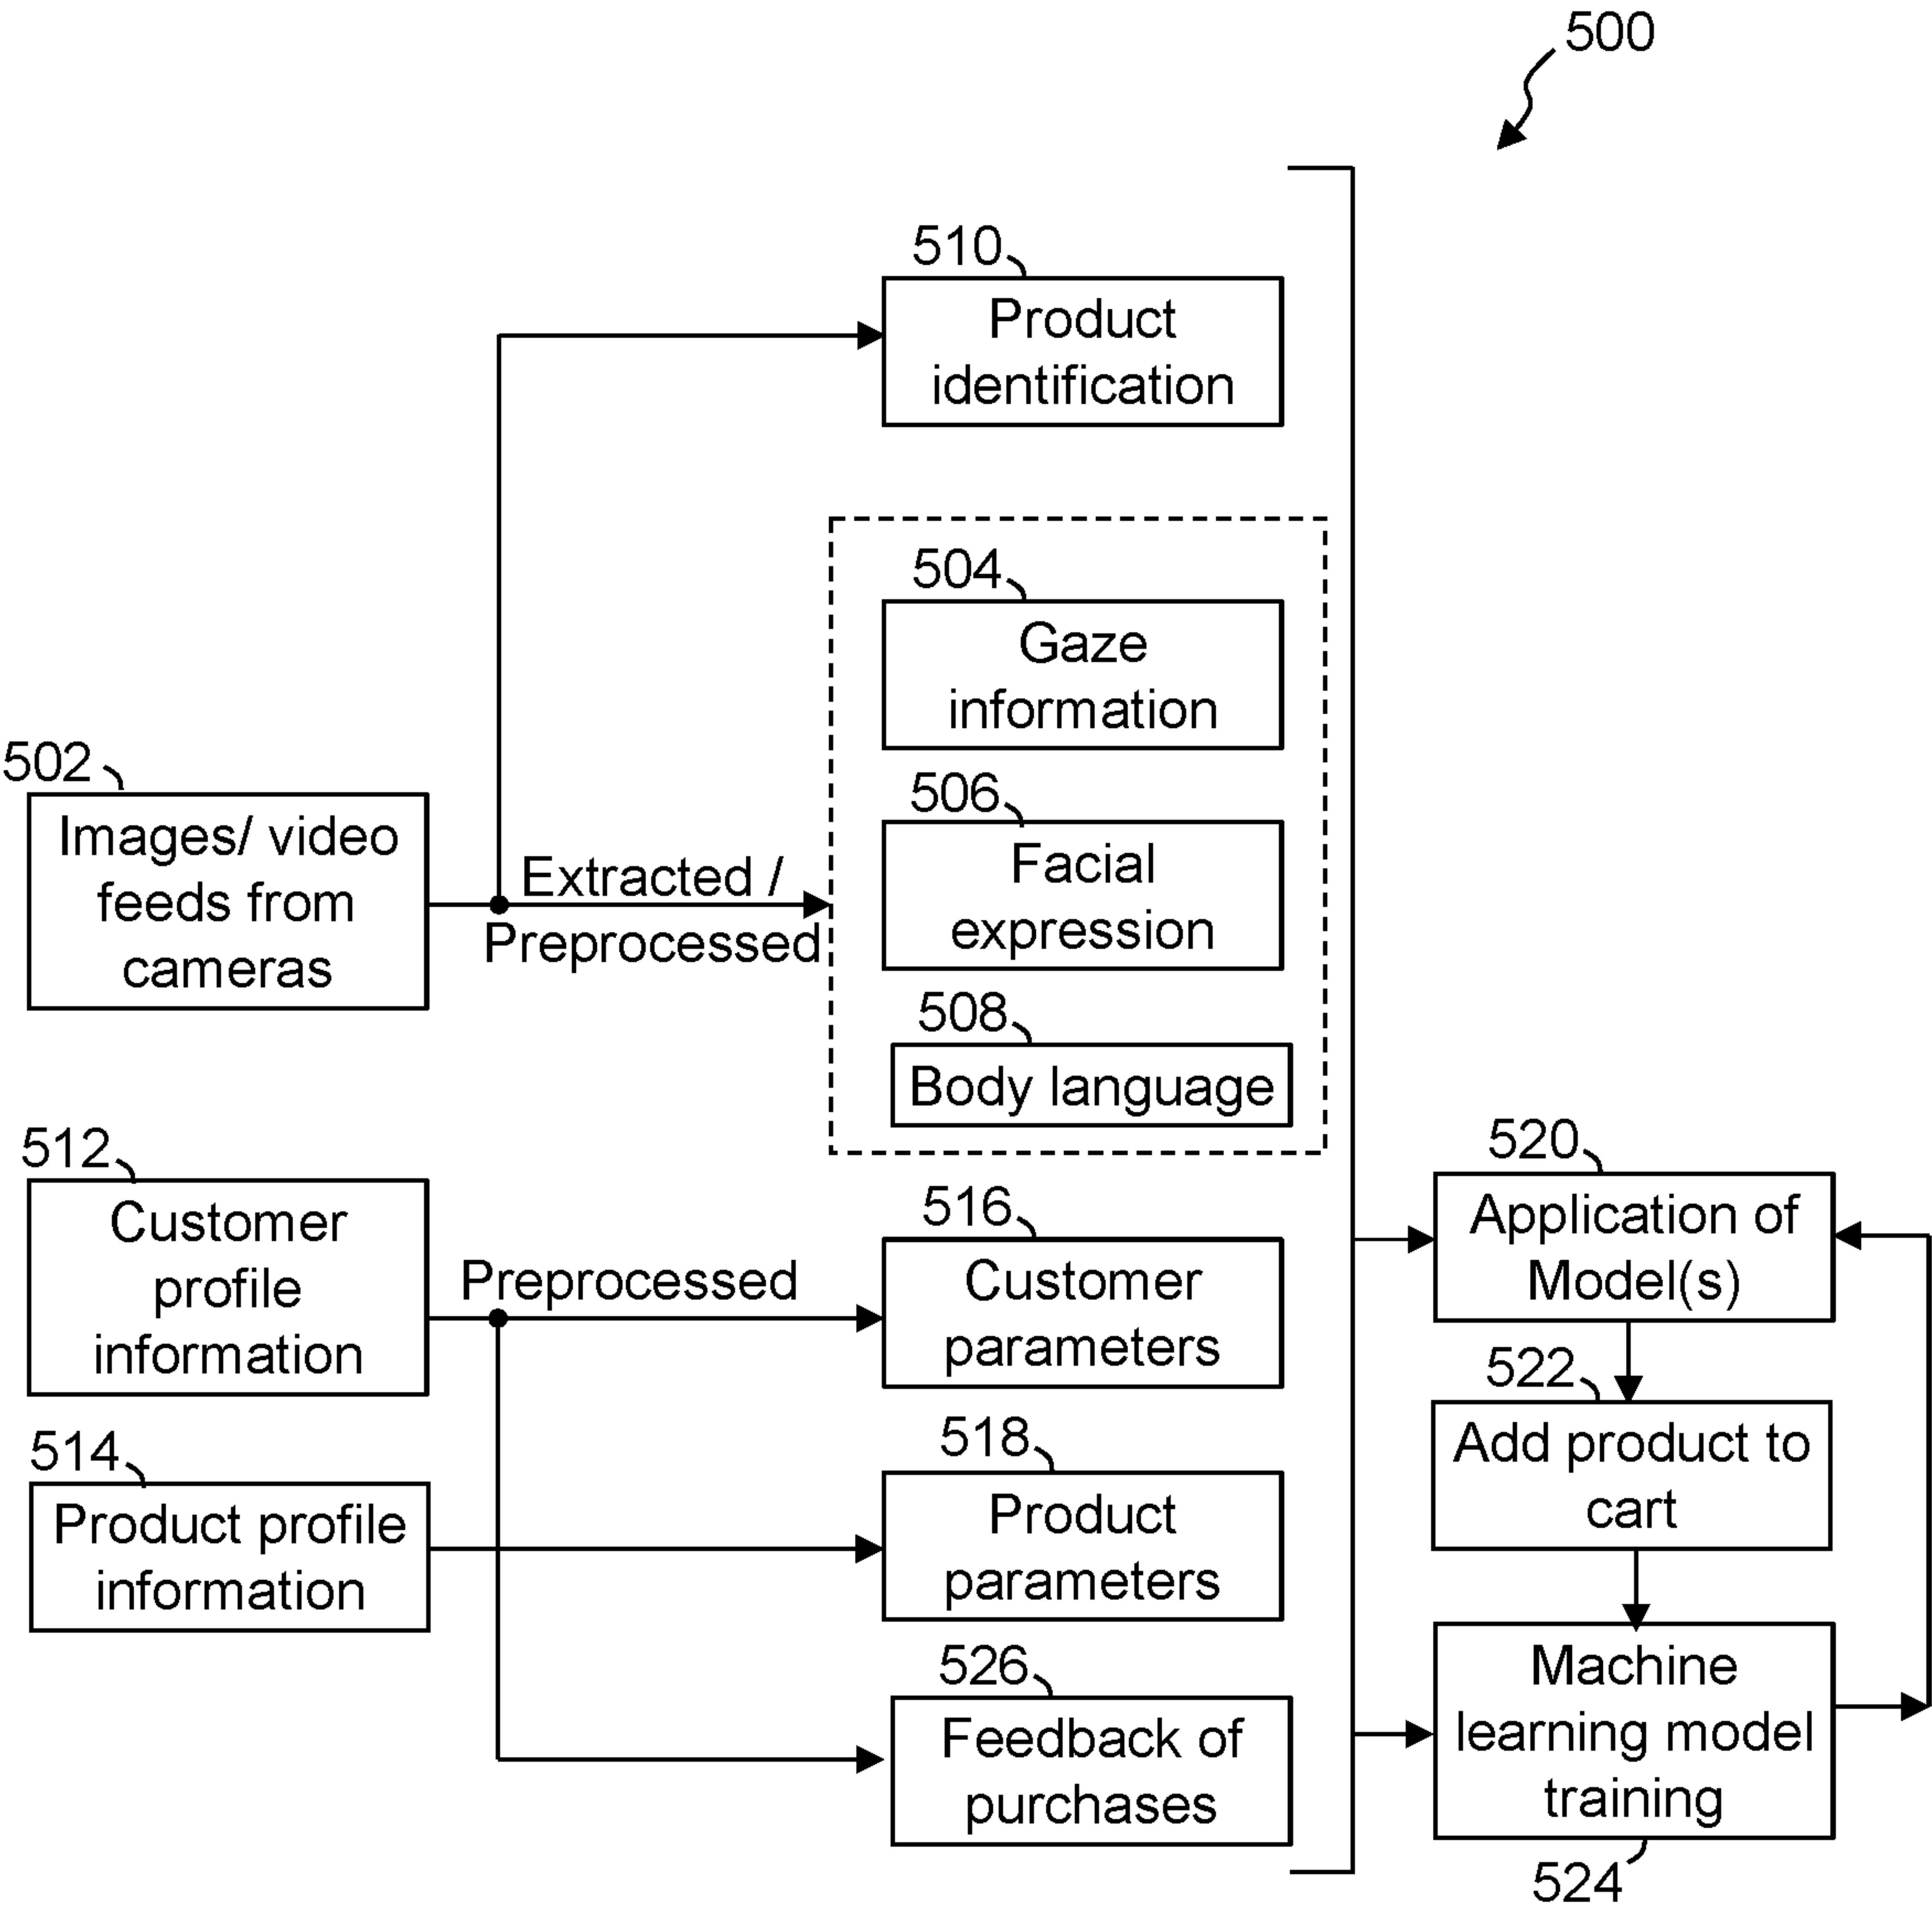 500
510
Product
identification
504
Gaze
information
502
Images/ video
feeds from
cameras
Extracted /
Preprocessed
506
Facial
expression
508
Body language
512
Customer
profile
information
Preprocessed
516
Customer
parameters
520
Application of
Model(s)
514
Product profile
information
518
Product
parameters
522
Add product to
cart
526
Feedback of
purchases
Machine
learning model
training
524